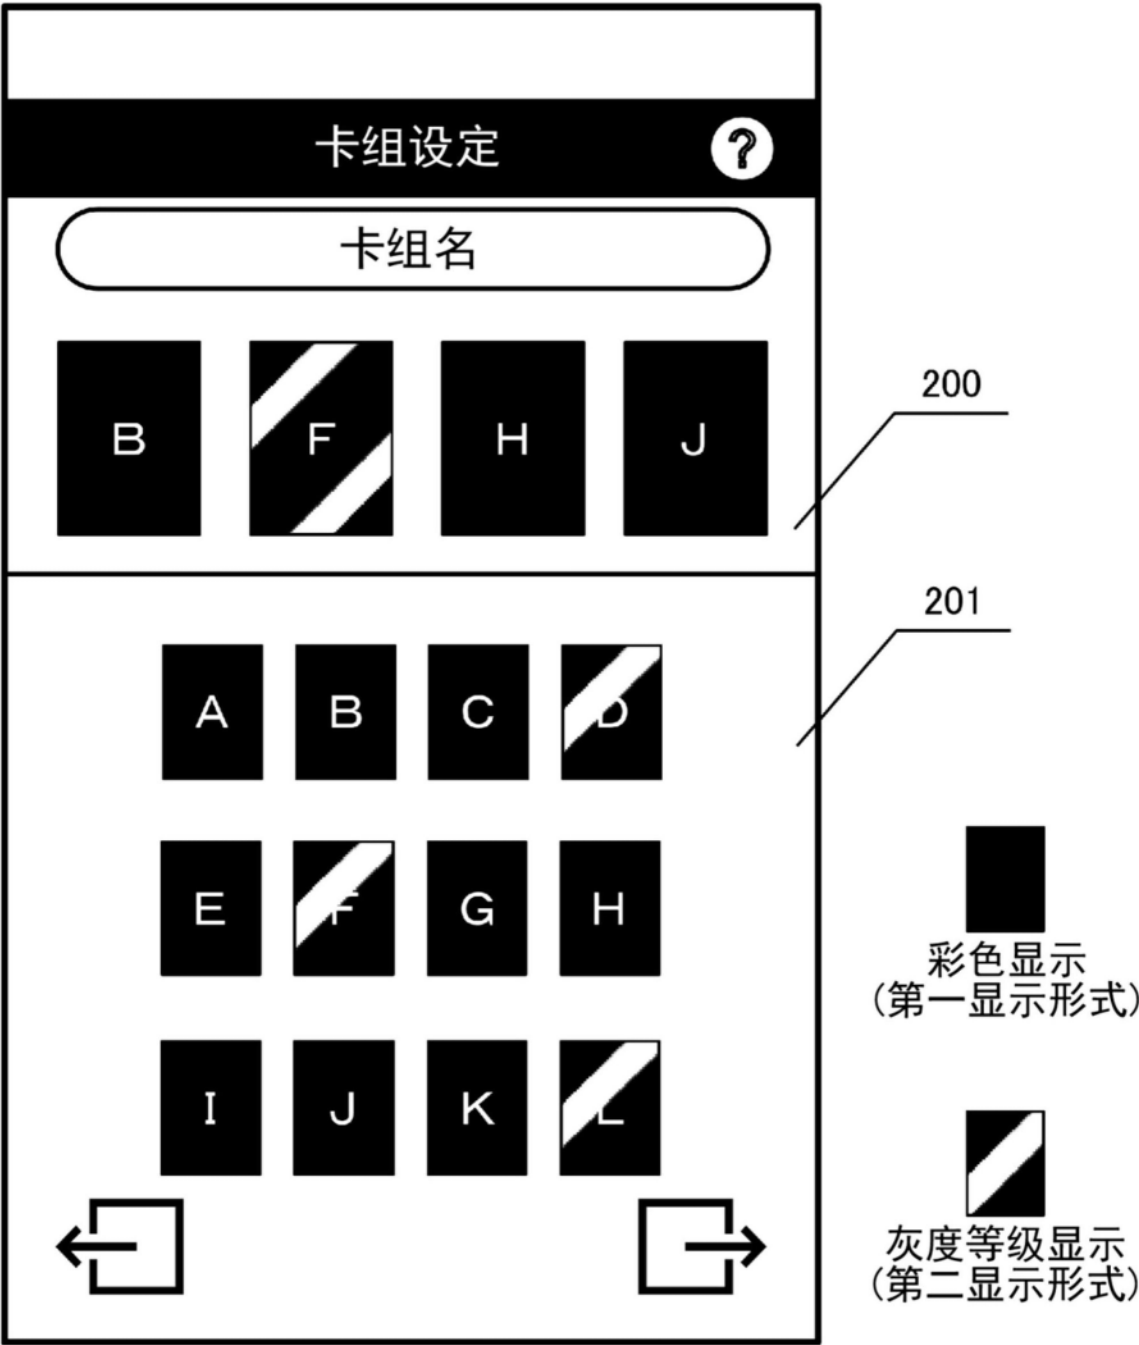 卡组设定 ?
卡组名
B F H J
200
201
A B C D
E F G H
I J K L
彩色显示
(第一显示形式)
灰度等级显示
(第二显示形式)